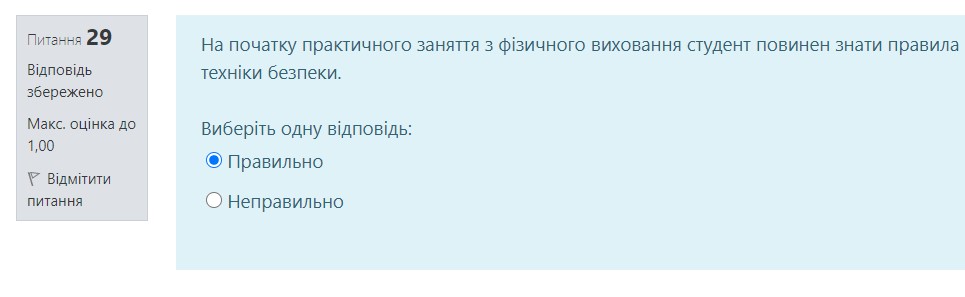 Питання 29
Відповідь
збережено
Макс. оцінка до
1,00
Відмітити
питання
На початку практичного заняття з фізичного виховання студент повинен знати правила
техніки безпеки.
Виберіть одну відповідь:
Правильно
Неправильно